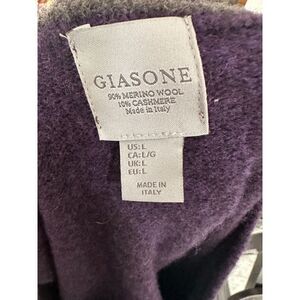 GIASONE
90% MERINO WOOL
10% CASHMERE
Made in Italy
US: L
CA: L/G
UK: L
EU: L
MADE IN
ITALY